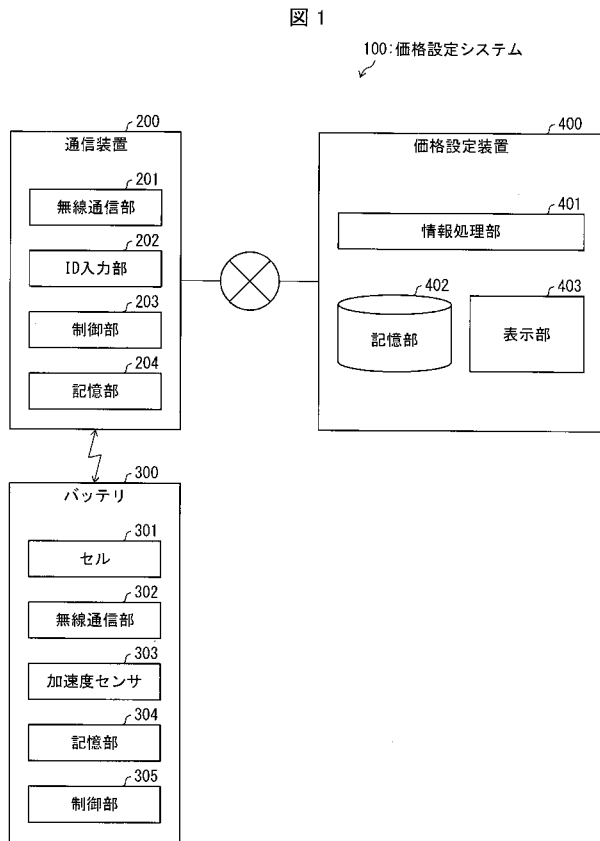 図1
100:価格設定システム
200
通信装置
201
無線通信部
202
ID入力部
203
制御部
204
記憶部
400
価格設定装置
401
情報処理部
402
記憶部
403
表示部
300
バッテリ
301
セル
302
無線通信部
303
加速度センサ
304
記憶部
305
制御部